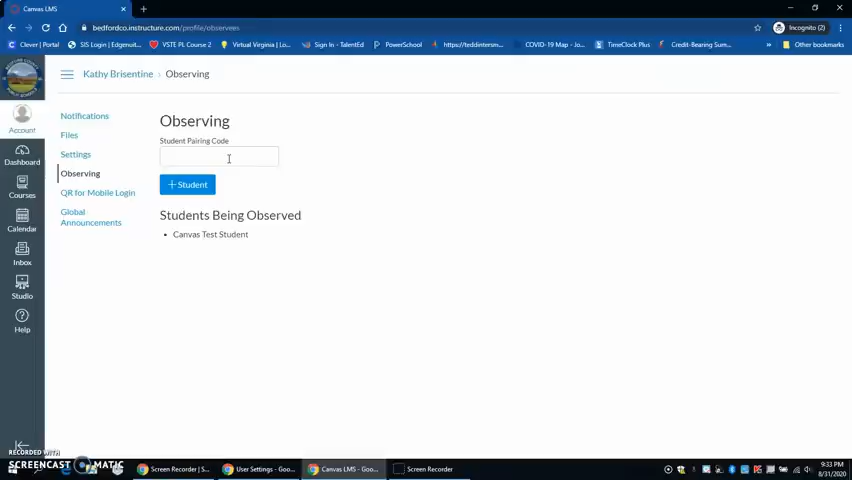 Canvas LMS
bedfordco.instructure.com/profile/observees
Incognito (2)
Clever | Portal
SIS Login | Edgenuit...
VSTE PL Course 2
Virtual Virginia | Lo...
Sign In - TalentEd
PowerSchool
https://teddintersm...
COVID-19 Map - Jo...
TimeClock Plus
Credit-Bearing Sum...
Other bookmarks
Kathy Brisentine › Observing
Account
Dashboard
Courses
Calendar
Inbox
Studio
Help
Notifications
Files
Settings
Observing
QR for Mobile Login
Global
Announcements
Observing
Student Pairing Code
+ Student
Students Being Observed
• Canvas Test Student
RECORDED WITH
SCREENCAST MATIC
Screen Recorder | S...
User Settings - Goo...
Canvas LMS - Goo...
Screen Recorder
9:33 PM
8/31/2020